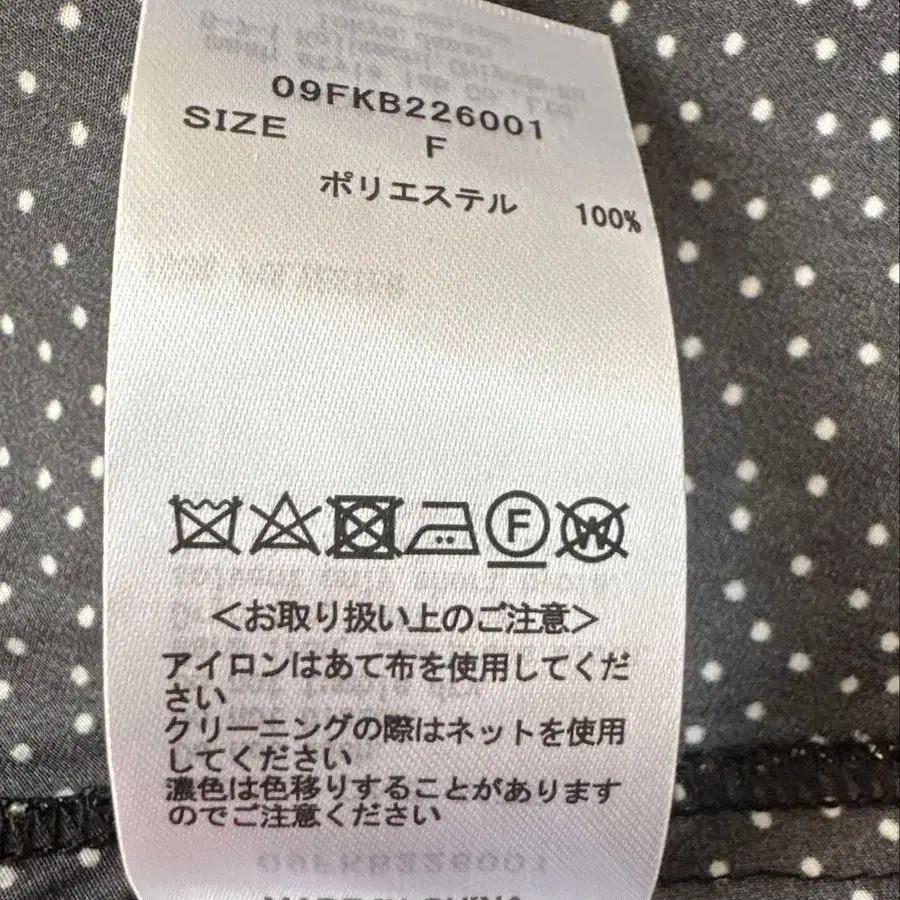 09FKB226001
SIZE F
ポリエステル 100%
F W
<お取り扱い上のご注意>
アイロンはあて布を使用してくだ
さい
クリーニングの際はネットを使用
してください
濃色は色移りすることがあります
のでご注意ください
09FKB226001
MADE IN CHINA